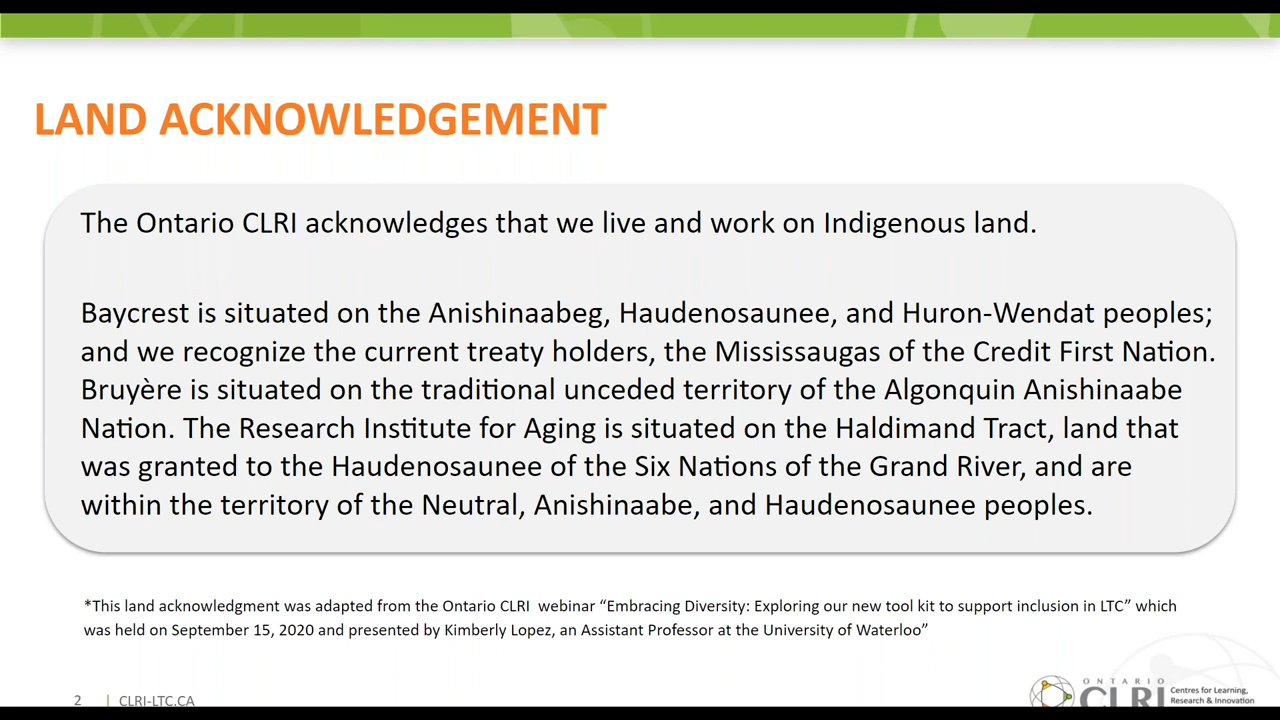 LAND ACKNOWLEDGEMENT
The Ontario CLRI acknowledges that we live and work on Indigenous land.
Baycrest is situated on the Anishinaabeg, Haudenosaunee, and Huron-Wendat peoples;
and we recognize the current treaty holders, the Mississaugas of the Credit First Nation.
Bruyère is situated on the traditional unceded territory of the Algonquin Anishinaabe
Nation. The Research Institute for Aging is situated on the Haldimand Tract, land that
was granted to the Haudenosaunee of the Six Nations of the Grand River, and are
within the territory of the Neutral, Anishinaabe, and Haudenosaunee peoples.
*This land acknowledgment was adapted from the Ontario CLRI  webinar “Embracing Diversity: Exploring our new tool kit to support inclusion in LTC” which
was held on September 15, 2020 and presented by Kimberly Lopez, an Assistant Professor at the University of Waterloo”
2 | CLRI-LTC.CA
ONTARIO
CLRI
Centres for Learning,
Research & Innovation